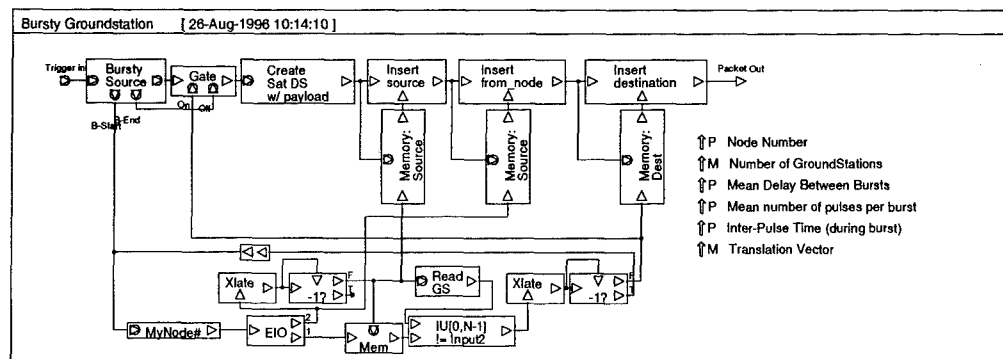 Bursty Groundstation [ 26-Aug-1996 10:14:10 ]
Trigger in
Bursty
Source
Gate
Create
Sat DS
w/ payload
Insert
source
Insert
from_node
Insert
destination
Packet Out
On
Off
B-Start
B-End
Memory:
Source
Memory:
Source
Memory:
Dest
P Node Number
M Number of GroundStations
P Mean Delay Between Bursts
P Mean number of pulses per burst
P Inter-Pulse Time (during burst)
M Translation Vector
Xlate
-1?
F
T
Read
GS
Xlate
-1?
F
T
MyNode#
EIO
2
1
Mem
IU[0,N-1]
!= Input2